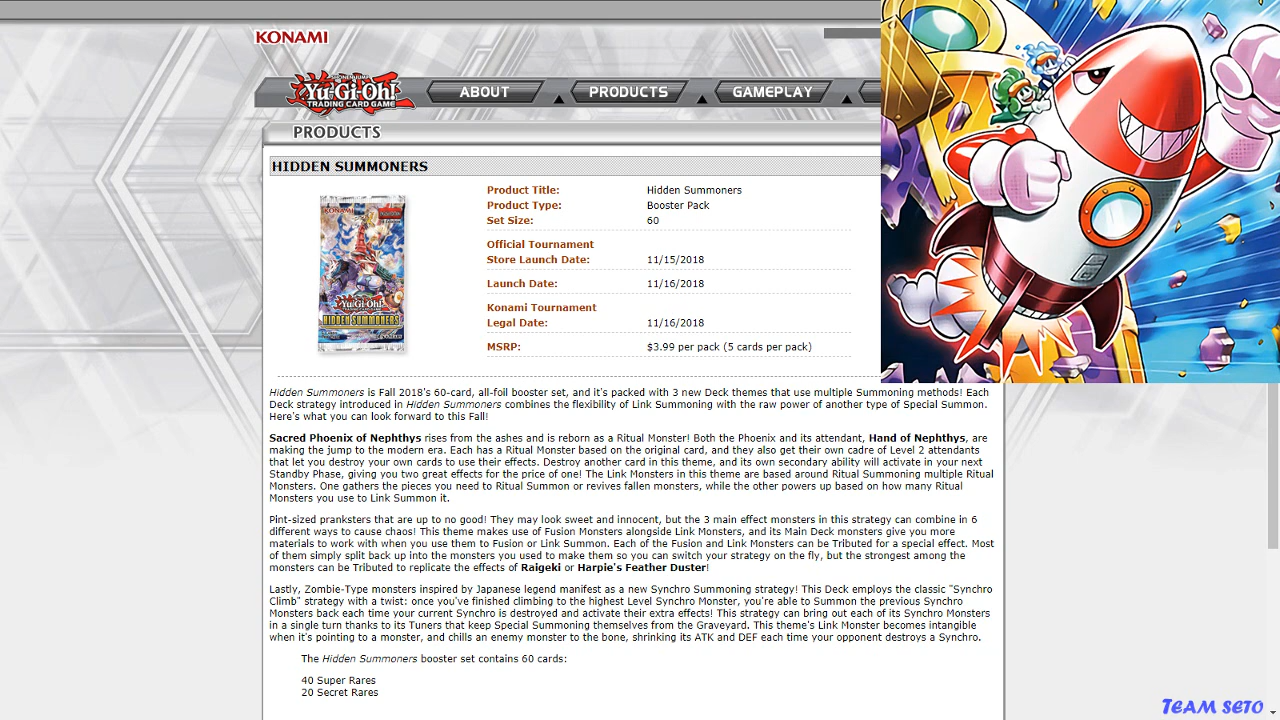 KONAMI
SHONEN JUMP
Yu-Gi-Oh!
TRADING CARD GAME
ABOUT
PRODUCTS
GAMEPLAY
PRODUCTS
HIDDEN SUMMONERS
Product Title: Hidden Summoners
Product Type: Booster Pack
Set Size: 60
Official Tournament
Store Launch Date: 11/15/2018
Launch Date: 11/16/2018
Konami Tournament
Legal Date: 11/16/2018
MSRP: $3.99 per pack (5 cards per pack)
KONAMI
Yu-Gi-Oh!
HIDDEN SUMMONERS
Hidden Summoners is Fall 2018's 60-card, all-foil booster set, and it's packed with 3 new Deck themes that use multiple Summoning methods! Each
Deck strategy introduced in Hidden Summoners combines the flexibility of Link Summoning with the raw power of another type of Special Summon.
Here's what you can look forward to this Fall!
Sacred Phoenix of Nephthys rises from the ashes and is reborn as a Ritual Monster! Both the Phoenix and its attendant, Hand of Nephthys, are
making the jump to the modern era. Each has a Ritual Monster based on the original card, and they also get their own cadre of Level 2 attendants
that let you destroy your own cards to use their effects. Destroy another card in this theme, and its own secondary ability will activate in your next
Standby Phase, giving you two great effects for the price of one! The Link Monsters in this theme are based around Ritual Summoning multiple Ritual
Monsters. One gathers the pieces you need to Ritual Summon or revives fallen monsters, while the other powers up based on how many Ritual
Monsters you use to Link Summon it.
Pint-sized pranksters that are up to no good! They may look sweet and innocent, but the 3 main effect monsters in this strategy can combine in 6
different ways to cause chaos! This theme makes use of Fusion Monsters alongside Link Monsters, and its Main Deck monsters give you more
materials to work with when you use them to Fusion or Link Summon. Each of the Fusion and Link Monsters can be Tributed for a special effect. Most
of them simply split back up into the monsters you used to make them so you can switch your strategy on the fly, but the strongest among the
monsters can be Tributed to replicate the effects of Raigeki or Harpie's Feather Duster!
Lastly, Zombie-Type monsters inspired by Japanese legend manifest as a new Synchro Summoning strategy! This Deck employs the classic "Synchro
Climb" strategy with a twist: once you've finished climbing to the highest Level Synchro Monster, you're able to Summon the previous Synchro
Monsters back each time your current Synchro is destroyed and activate their extra effects! This strategy can bring out each of its Synchro Monsters
in a single turn thanks to its Tuners that keep Special Summoning themselves from the Graveyard. This theme's Link Monster becomes intangible
when it's pointing to a monster, and chills an enemy monster to the bone, shrinking its ATK and DEF each time your opponent destroys a Synchro.
The Hidden Summoners booster set contains 60 cards:
40 Super Rares
20 Secret Rares
TEAM SETO